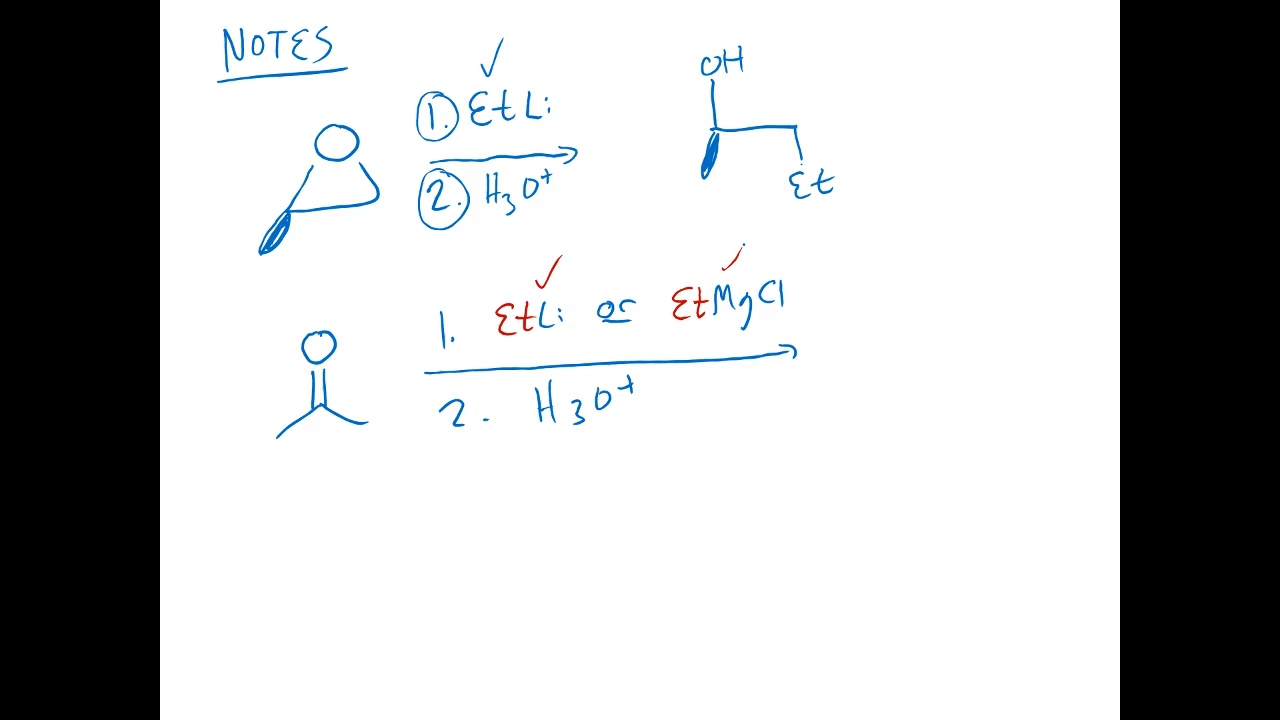 NOTES
1. EtLi
2. H3O+
OH
Et
O
1. EtLi or EtMgCl
2. H3O+
O